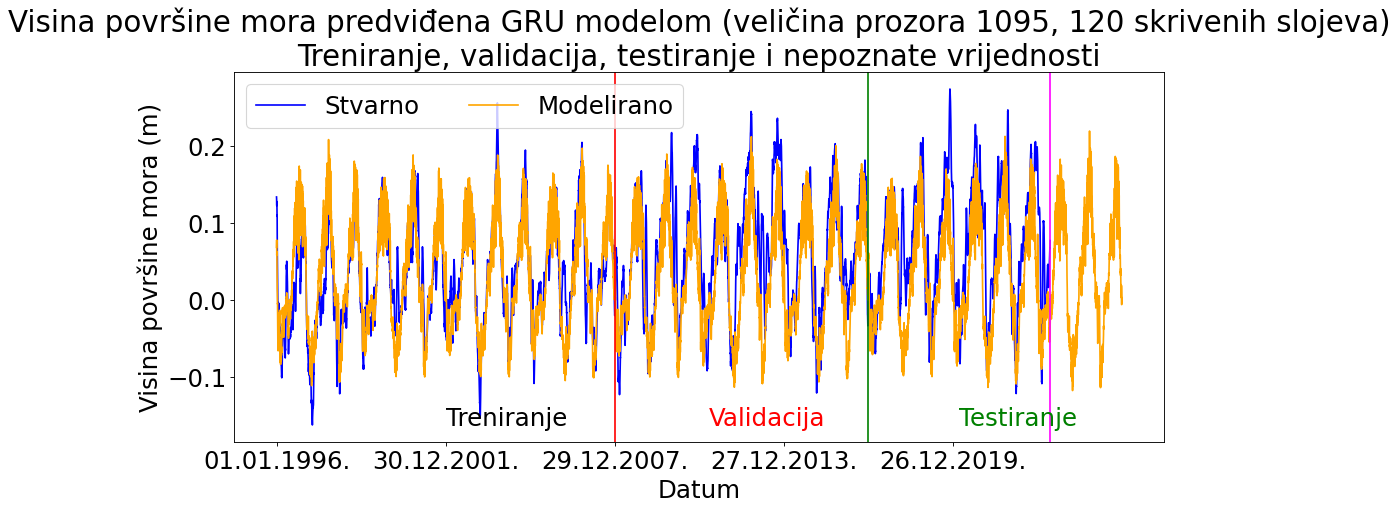 Visina površine mora predviđena GRU modelom (veličina prozora 1095, 120 skrivenih slojeva)
Treniranje, validacija, testiranje i nepoznate vrijednosti
Stvarno
Modelirano
Visina površine mora (m)
0.2
0.1
0.0
−0.1
Treniranje
Validacija
Testiranje
01.01.1996.
30.12.2001.
29.12.2007.
27.12.2013.
26.12.2019.
Datum